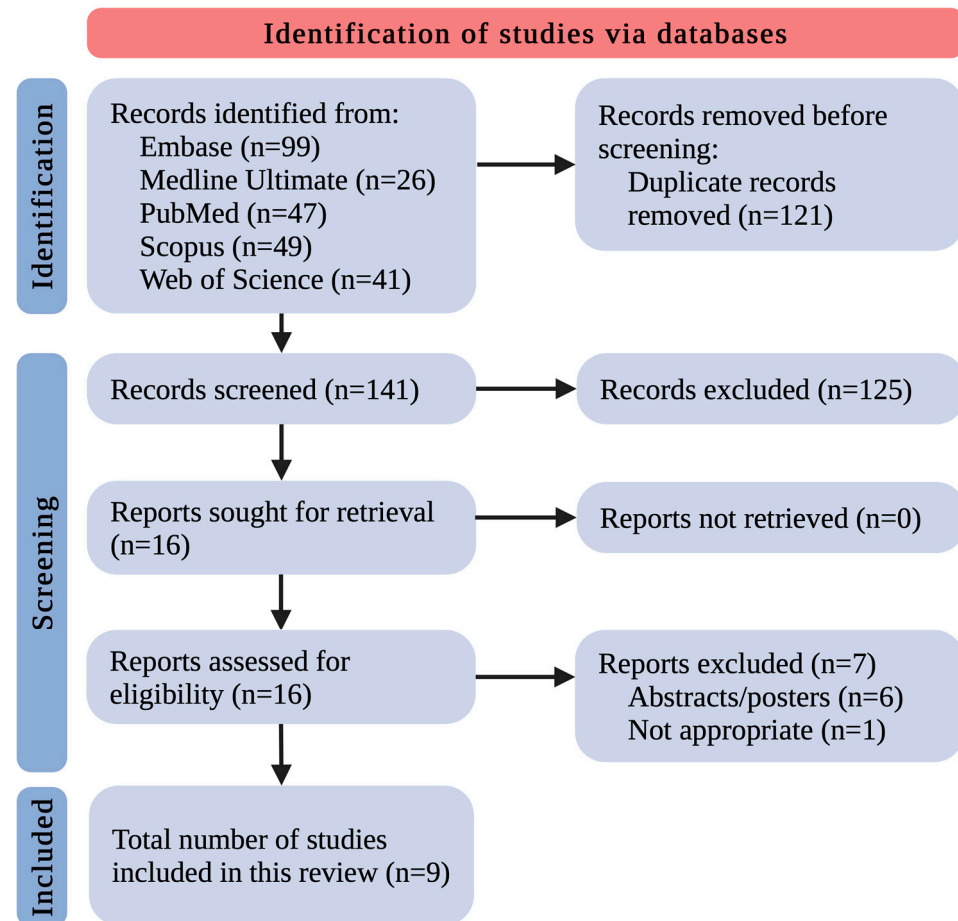 Identification of studies via databases
Identification
Records identified from:
Embase (n=99)
Medline Ultimate (n=26)
PubMed (n=47)
Scopus (n=49)
Web of Science (n=41)
Records removed before
screening:
Duplicate records
removed (n=121)
Screening
Records screened (n=141)
Records excluded (n=125)
Reports sought for retrieval
(n=16)
Reports not retrieved (n=0)
Reports assessed for
eligibility (n=16)
Reports excluded (n=7)
Abstracts/posters (n=6)
Not appropriate (n=1)
Included
Total number of studies
included in this review (n=9)